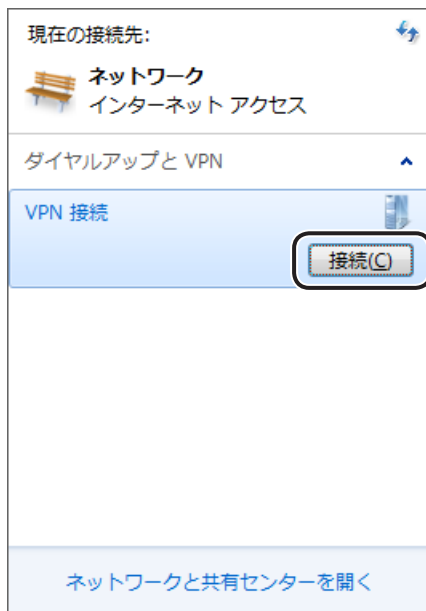 現在の接続先:
ネットワーク
インターネット アクセス
ダイヤルアップと VPN
VPN 接続
接続(C)
ネットワークと共有センターを開く